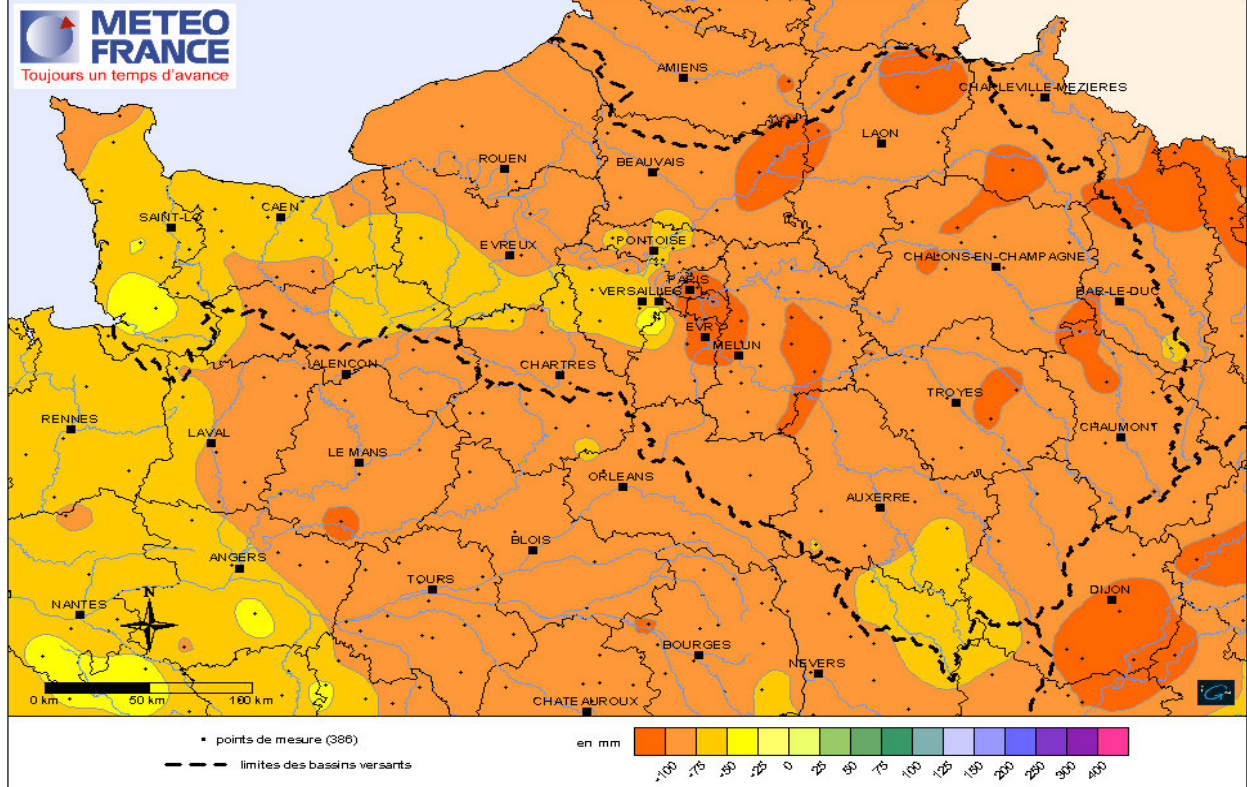 METEO
FRANCE
Toujours un temps d'avance
AMIENS
CHARLEVILLE-MEZIERES
LAON
ROUEN
BEAUVAIS
SAINT-LO
CAEN
EVREUX
PONTOISE
CHALONS-EN-CHAMPAGNE
PARIS
VERSAILLES
BAR-LE-DUC
EVRY
MELUN
ALENCON
CHARTRES
TROYES
RENNES
LAVAL
CHAUMONT
LE MANS
ORLEANS
AUXERRE
BLOIS
ANGERS
TOURS
DIJON
NANTES
N
BOURGES
NEVERS
0 km 50 km 100 km
CHATEAUROUX
• points de mesure (386)
limites des bassins versants
en mm
-100 -75 -50 -25 0 25 50 75 100 125 150 200 250 300 400